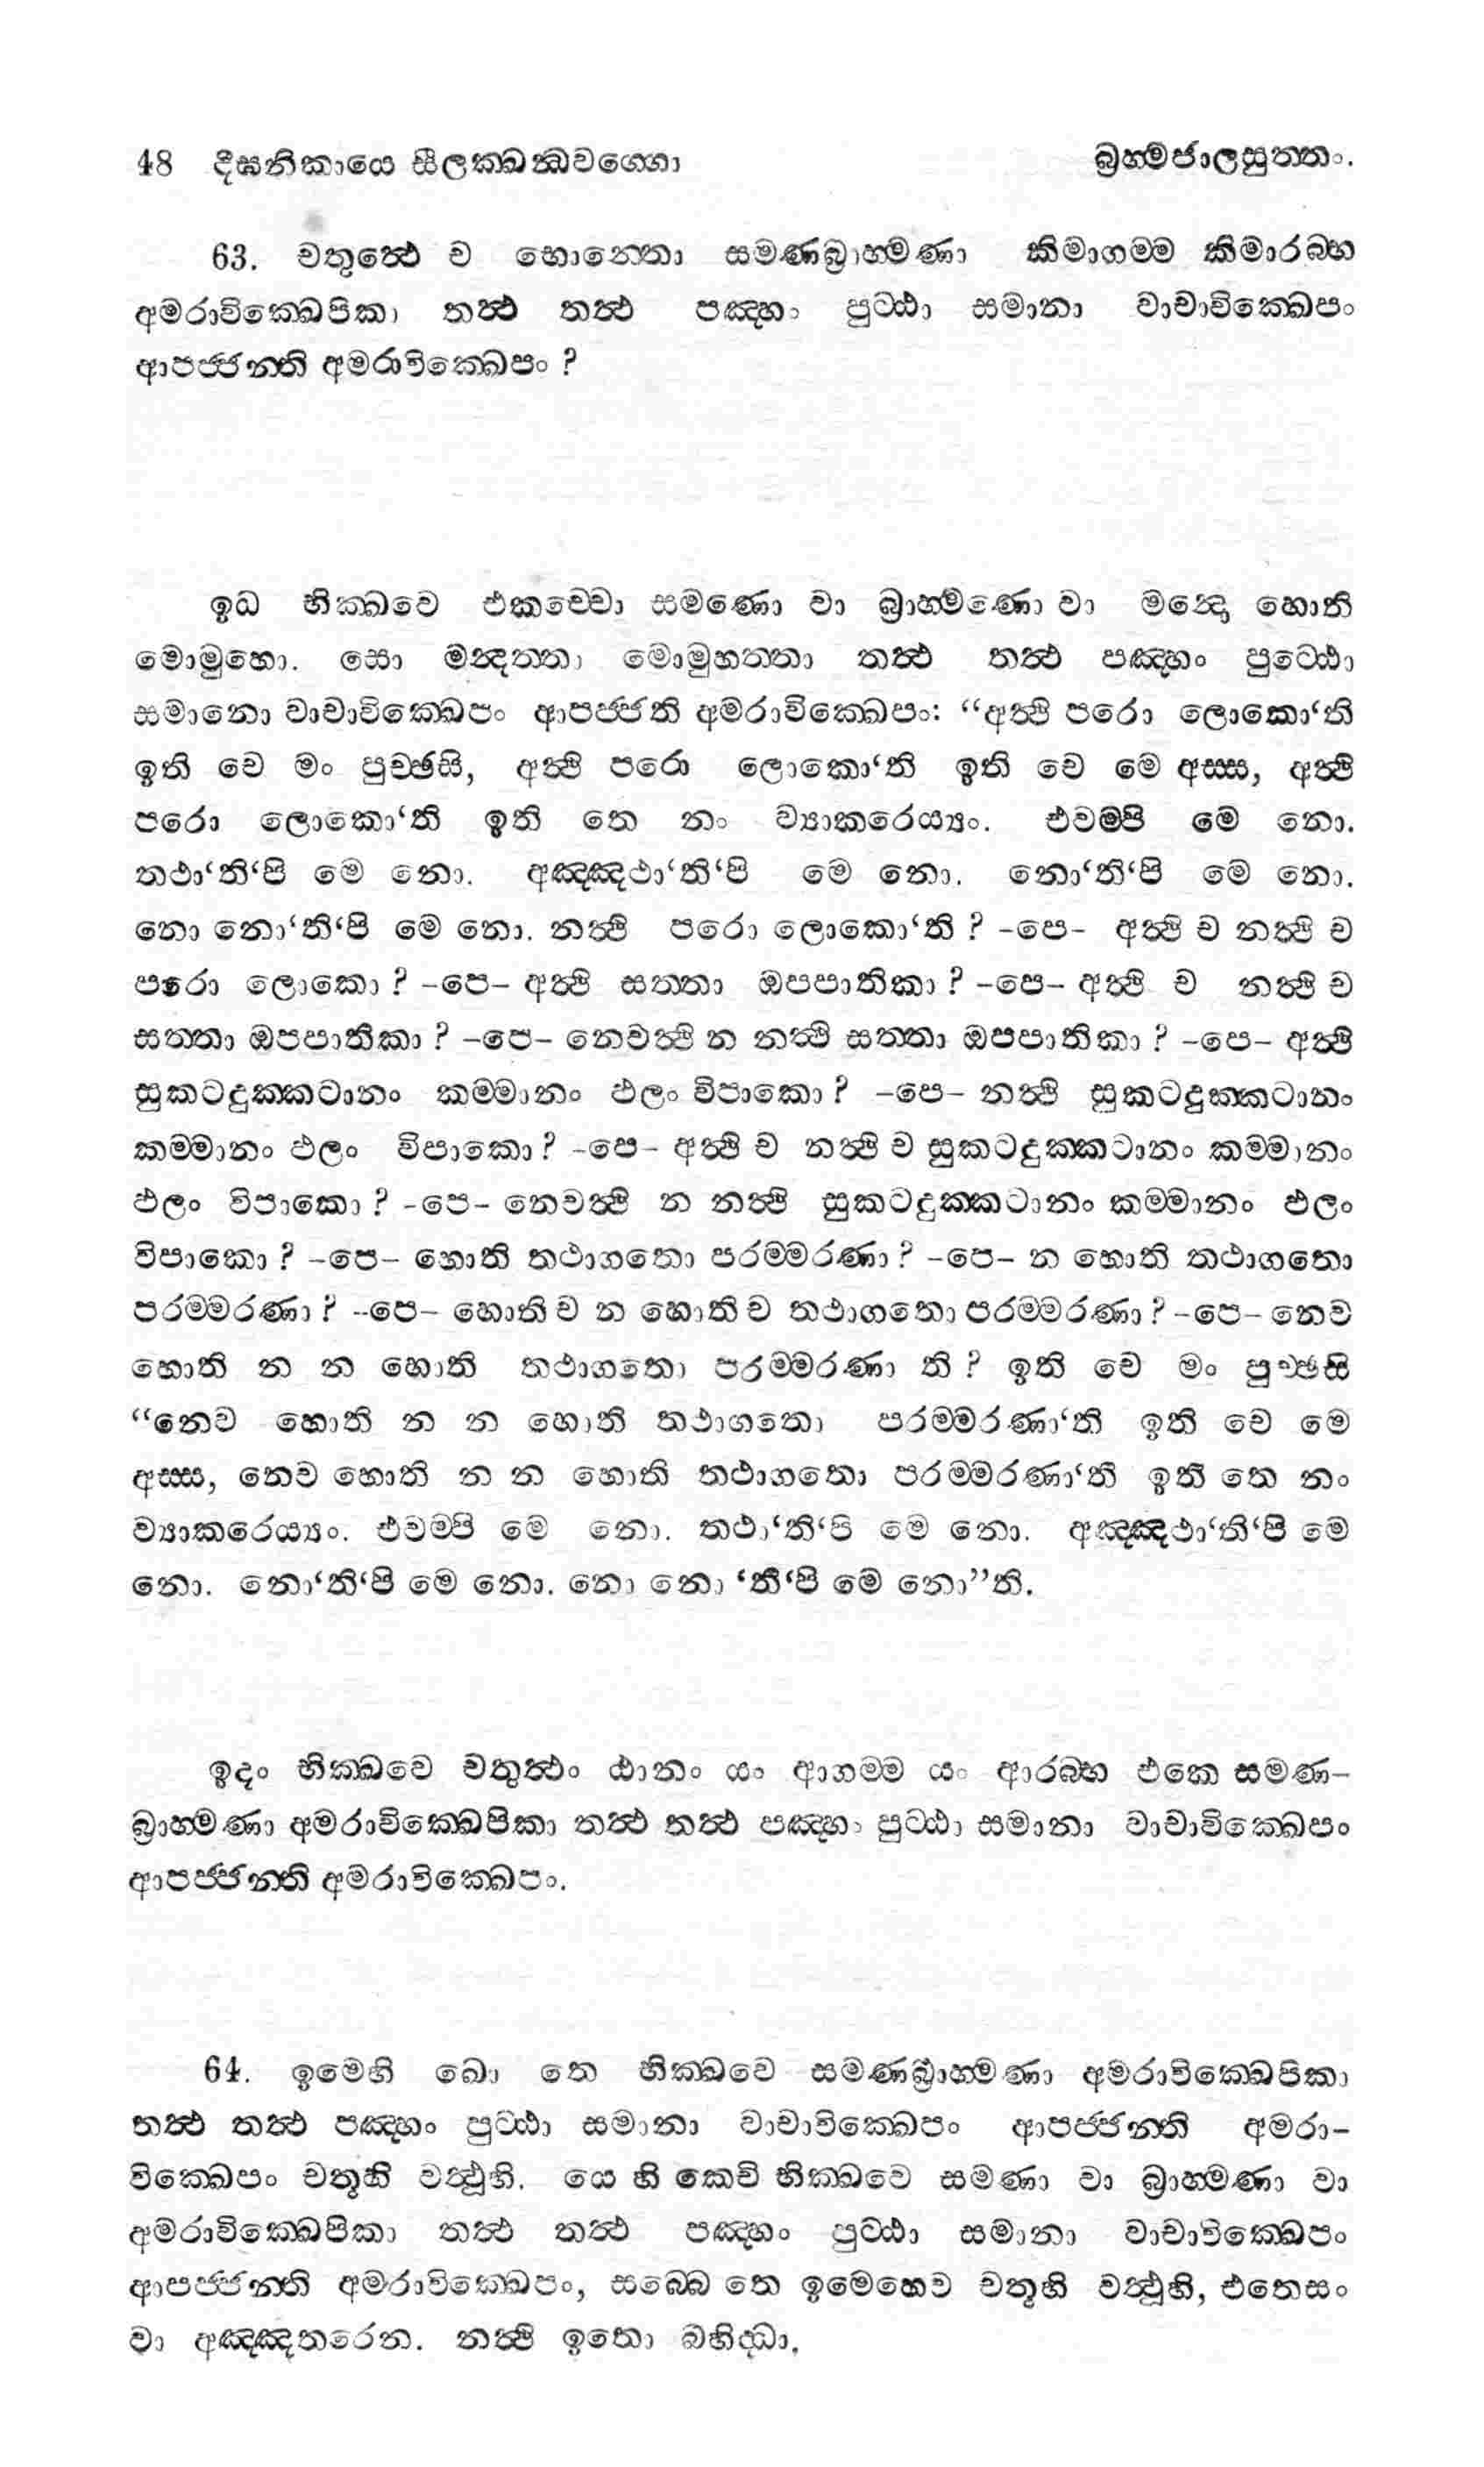 48 දීඝනිකායෙ සීලක්ඛන්ධවග්ගො
බ්‍රහ්මජාලසුත්තං.
63. චතුත්ථෙ ච භොන්තො සමණබ්‍රාහ්මණා කිමාගම්ම කිමාරබ්භ
අමරාවික්ඛෙපිකා තත්ථ තත්ථ පඤ්හං පුට්ඨා සමානා වාචාවික්ඛෙපං
ආපජ්ජන්ති අමරාවික්ඛෙපං ?
ඉධ භික්ඛවෙ එකච්චො සමණො වා බ්‍රාහ්මණො වා මන්දො හොති
මොමුහො. සො මන්දත්තා මොමුහත්තා තත්ථ තත්ථ පඤ්හං පුට්ඨො
සමානො වාචාවික්ඛෙපං ආපජ්ජති අමරාවික්ඛෙපං: “අත්ථි පරො ලොකො‘ති
ඉති චෙ මං පුච්ඡසි, අත්ථි පරො ලොකො‘ති ඉති චෙ මෙ අස්ස, අත්ථි
පරො ලොකො‘ති ඉති තෙ නං ව්‍යාකරෙය්‍යං. එවම්පි මෙ නො.
තථා‘ති‘පි මෙ නො. අඤ්ඤථා‘ති‘පි මෙ නො. නො‘ති‘පි මෙ නො.
නො නො‘ති‘පි මෙ නො. නත්ථි පරො ලොකො‘ති ? -පෙ- අත්ථි ච නත්ථි ච
පරො ලොකො ? -පෙ- අත්ථි සත්තා ඔපපාතිකා ? -පෙ- අත්ථි ච නත්ථි ච
සත්තා ඔපපාතිකා ? -පෙ- නෙවත්ථි න නත්ථි සත්තා ඔපපාතිකා ? -පෙ- අත්ථි
සුකටදුක්කටානං කම්මානං ඵලං විපාකො ? -පෙ- නත්ථි සුකටදුක්කටානං
කම්මානං ඵලං විපාකො ? -පෙ- අත්ථි ච නත්ථි ච සුකටදුක්කටානං කම්මානං
ඵලං විපාකො ? -පෙ- නෙවත්ථි න නත්ථි සුකටදුක්කටානං කම්මානං ඵලං
විපාකො ? -පෙ- හොති තථාගතො පරම්මරණා ? -පෙ- න හොති තථාගතො
පරම්මරණා ? -පෙ- හොති ච න හොති ච තථාගතො පරම්මරණා ? -පෙ- නෙව
හොති න න හොති තථාගතො පරම්මරණා ති ? ඉති චෙ මං පුච්ඡසි
“නෙව හොති න න හොති තථාගතො පරම්මරණා‘ති ඉති චෙ මෙ
අස්ස, නෙව හොති න න හොති තථාගතො පරම්මරණා‘ති ඉති තෙ නං
ව්‍යාකරෙය්‍යං. එවම්පි මෙ නො. තථා‘ති‘පි මෙ නො. අඤ්ඤථා‘ති‘පි මෙ
නො. නො‘ති‘පි මෙ නො. නො නො ‘ති‘පි මෙ නො”ති.
ඉදං භික්ඛවෙ චතුත්ථං ඨානං යං ආගම්ම යං ආරබ්භ එකෙ සමණ-
බ්‍රාහ්මණා අමරාවික්ඛෙපිකා තත්ථ තත්ථ පඤ්හං පුට්ඨා සමානා වාචාවික්ඛෙපං
ආපජ්ජන්ති අමරාවික්ඛෙපං.
64. ඉමෙහි ඛො තෙ භික්ඛවෙ සමණබ්‍රාහ්මණා අමරාවික්ඛෙපිකා
තත්ථ තත්ථ පඤ්හං පුට්ඨා සමානා වාචාවික්ඛෙපං ආපජ්ජන්ති අමරා-
වික්ඛෙපං චතූහි වත්ථූහි. යෙ හි කෙචි භික්ඛවෙ සමණා වා බ්‍රාහ්මණා වා
අමරාවික්ඛෙපිකා තත්ථ තත්ථ පඤ්හං පුට්ඨා සමානා වාචාවික්ඛෙපං
ආපජ්ජන්ති අමරාවික්ඛෙපං, සබ්බෙ තෙ ඉමෙහෙව චතූහි වත්ථූහි, එතෙසං
වා අඤ්ඤතරෙන. නත්ථි ඉතො බහිද්ධා.